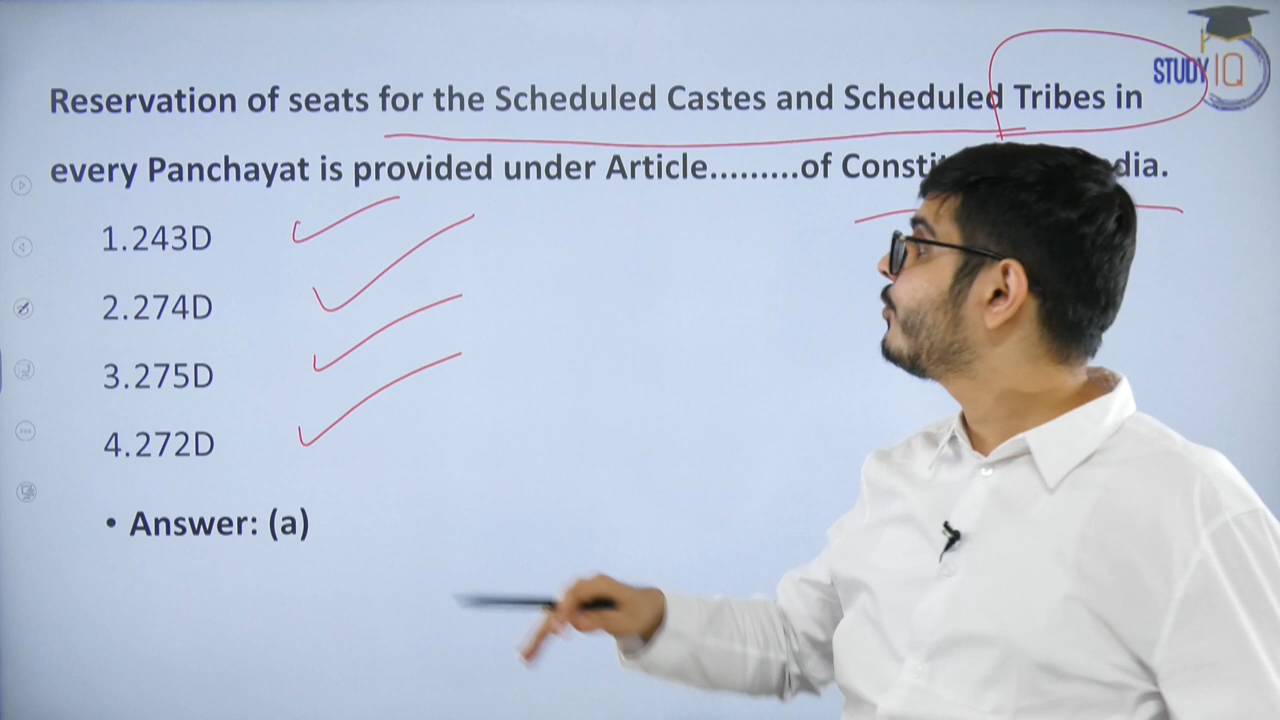 STUDY IQ
Reservation of seats for the Scheduled Castes and Scheduled Tribes in
every Panchayat is provided under Article.........of Constit dia.
1.243D
2.274D
3.275D
4.272D
• Answer: (a)